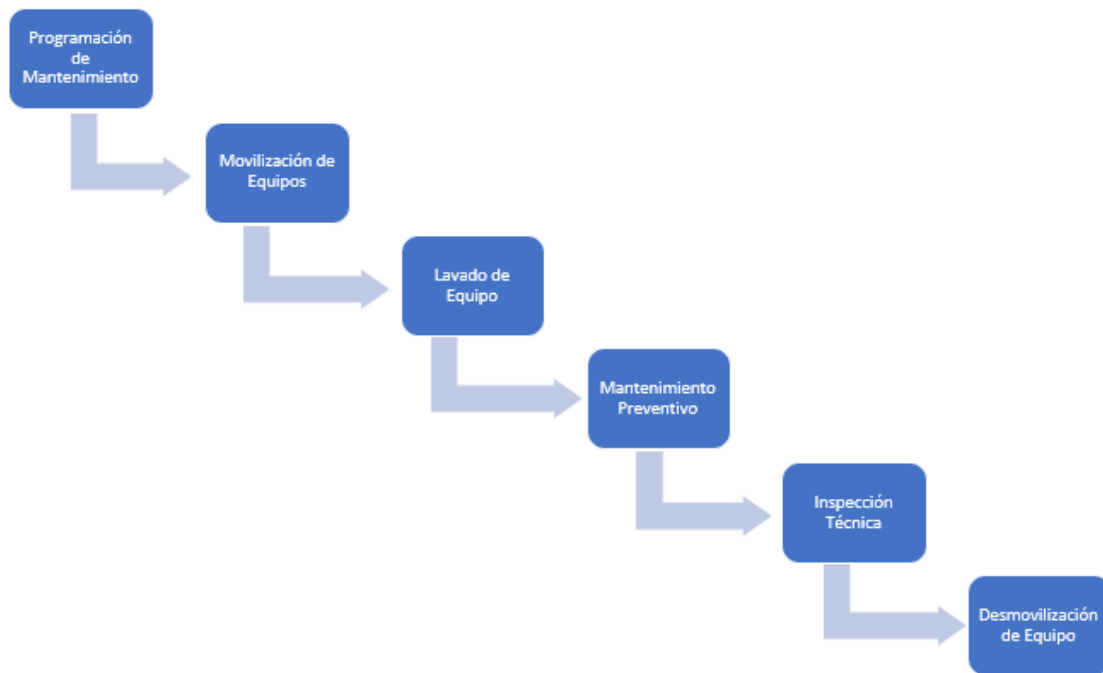 Programación
de
Mantenimiento
Movilización de
Equipos
Lavado de
Equipo
Mantenimiento
Preventivo
Inspección
Técnica
Desmovilización
de Equipo